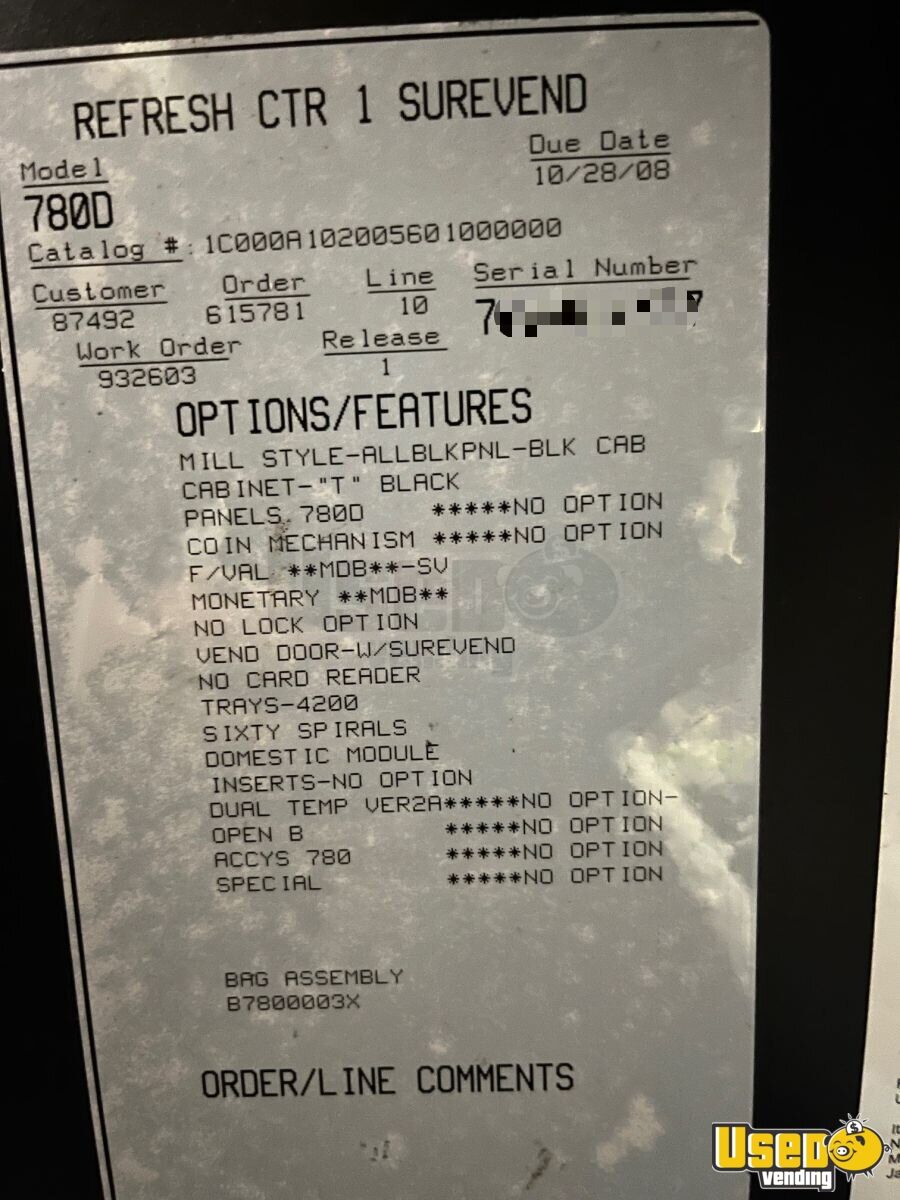 REFRESH CTR 1 SUREVEND
Due Date
10/28/08
Model
780D
Catalog #: 1C000A102005601000000
Customer Order Line Serial Number
87492 615781 10 7
Work Order Release
932603 1
OPTIONS/FEATURES
MILL STYLE-ALLBLKPNL-BLK CAB
CABINET-"T" BLACK
PANELS 780D *****NO OPTION
COIN MECHANISM *****NO OPTION
F/VAL **MDB**-SV
MONETARY **MDB**
NO LOCK OPTION
VEND DOOR-W/SUREVEND
NO CARD READER
TRAYS-4200
SIXTY SPIRALS
DOMESTIC MODULE
INSERTS-NO OPTION
DUAL TEMP VER2A*****NO OPTION-
OPEN B *****NO OPTION
ACCYS 780 *****NO OPTION
SPECIAL *****NO OPTION
BAG ASSEMBLY
B7800003X
ORDER/LINE COMMENTS
USED
vending